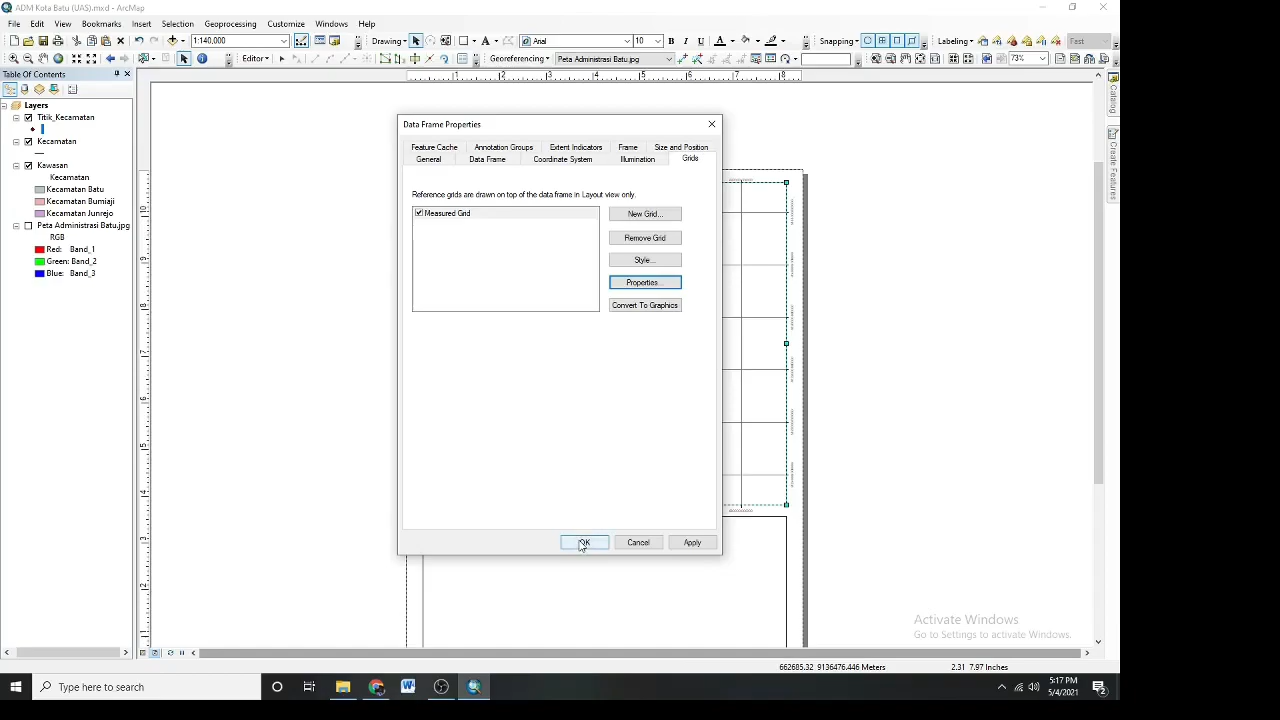 ADM Kota Batu (UAS).mxd - ArcMap
File Edit View Bookmarks Insert Selection Geoprocessing Customize Windows Help
1:140,000 Drawing Arial 10 B I U A Snapping Labeling Fast
Editor Georeferencing Peta Administrasi Batu.jpg 73%
Table Of Contents
Layers
Titik_Kecamatan
Kecamatan
Kawasan
Kecamatan
Kecamatan Batu
Kecamatan Bumiaji
Kecamatan Junrejo
Peta Administrasi Batu.jpg
RGB
Red: Band_1
Green: Band_2
Blue: Band_3
Data Frame Properties
Feature Cache Annotation Groups Extent Indicators Frame Size and Position
General Data Frame Coordinate System Illumination Grids
Reference grids are drawn on top of the data frame in Layout view only.
Measured Grid
New Grid...
Remove Grid
Style...
Properties...
Convert To Graphics
OK Cancel Apply
Catalog
Create Features
Activate Windows
Go to Settings to activate Windows.
662685.32 9136476.446 Meters 2.31 7.97 Inches
Type here to search
5:17 PM
5/4/2021